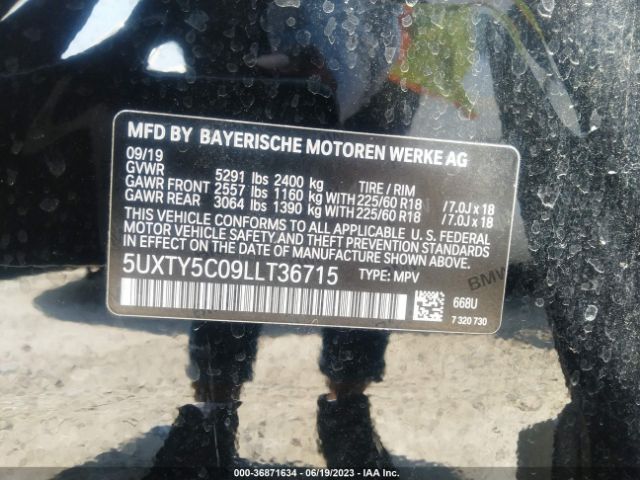 MFD BY BAYERISCHE MOTOREN WERKE AG
09/19
GVWR 5291 lbs 2400 kg TIRE / RIM
GAWR FRONT 2557 lbs 1160 kg WITH 225/60 R18 /7.0J x 18
GAWR REAR 3064 lbs 1390 kg WITH 225/60 R18 /7.0J x 18
THIS VEHICLE CONFORMS TO ALL APPLICABLE U. S. FEDERAL
MOTOR VEHICLE SAFETY AND THEFT PREVENTION STANDARDS
IN EFFECT ON THE DATE OF MANUFACTURE SHOWN ABOVE.
5UXTY5C09LLT36715 TYPE: MPV
668U
7 320 730
000-36871634 - 06/19/2023 - IAA Inc.